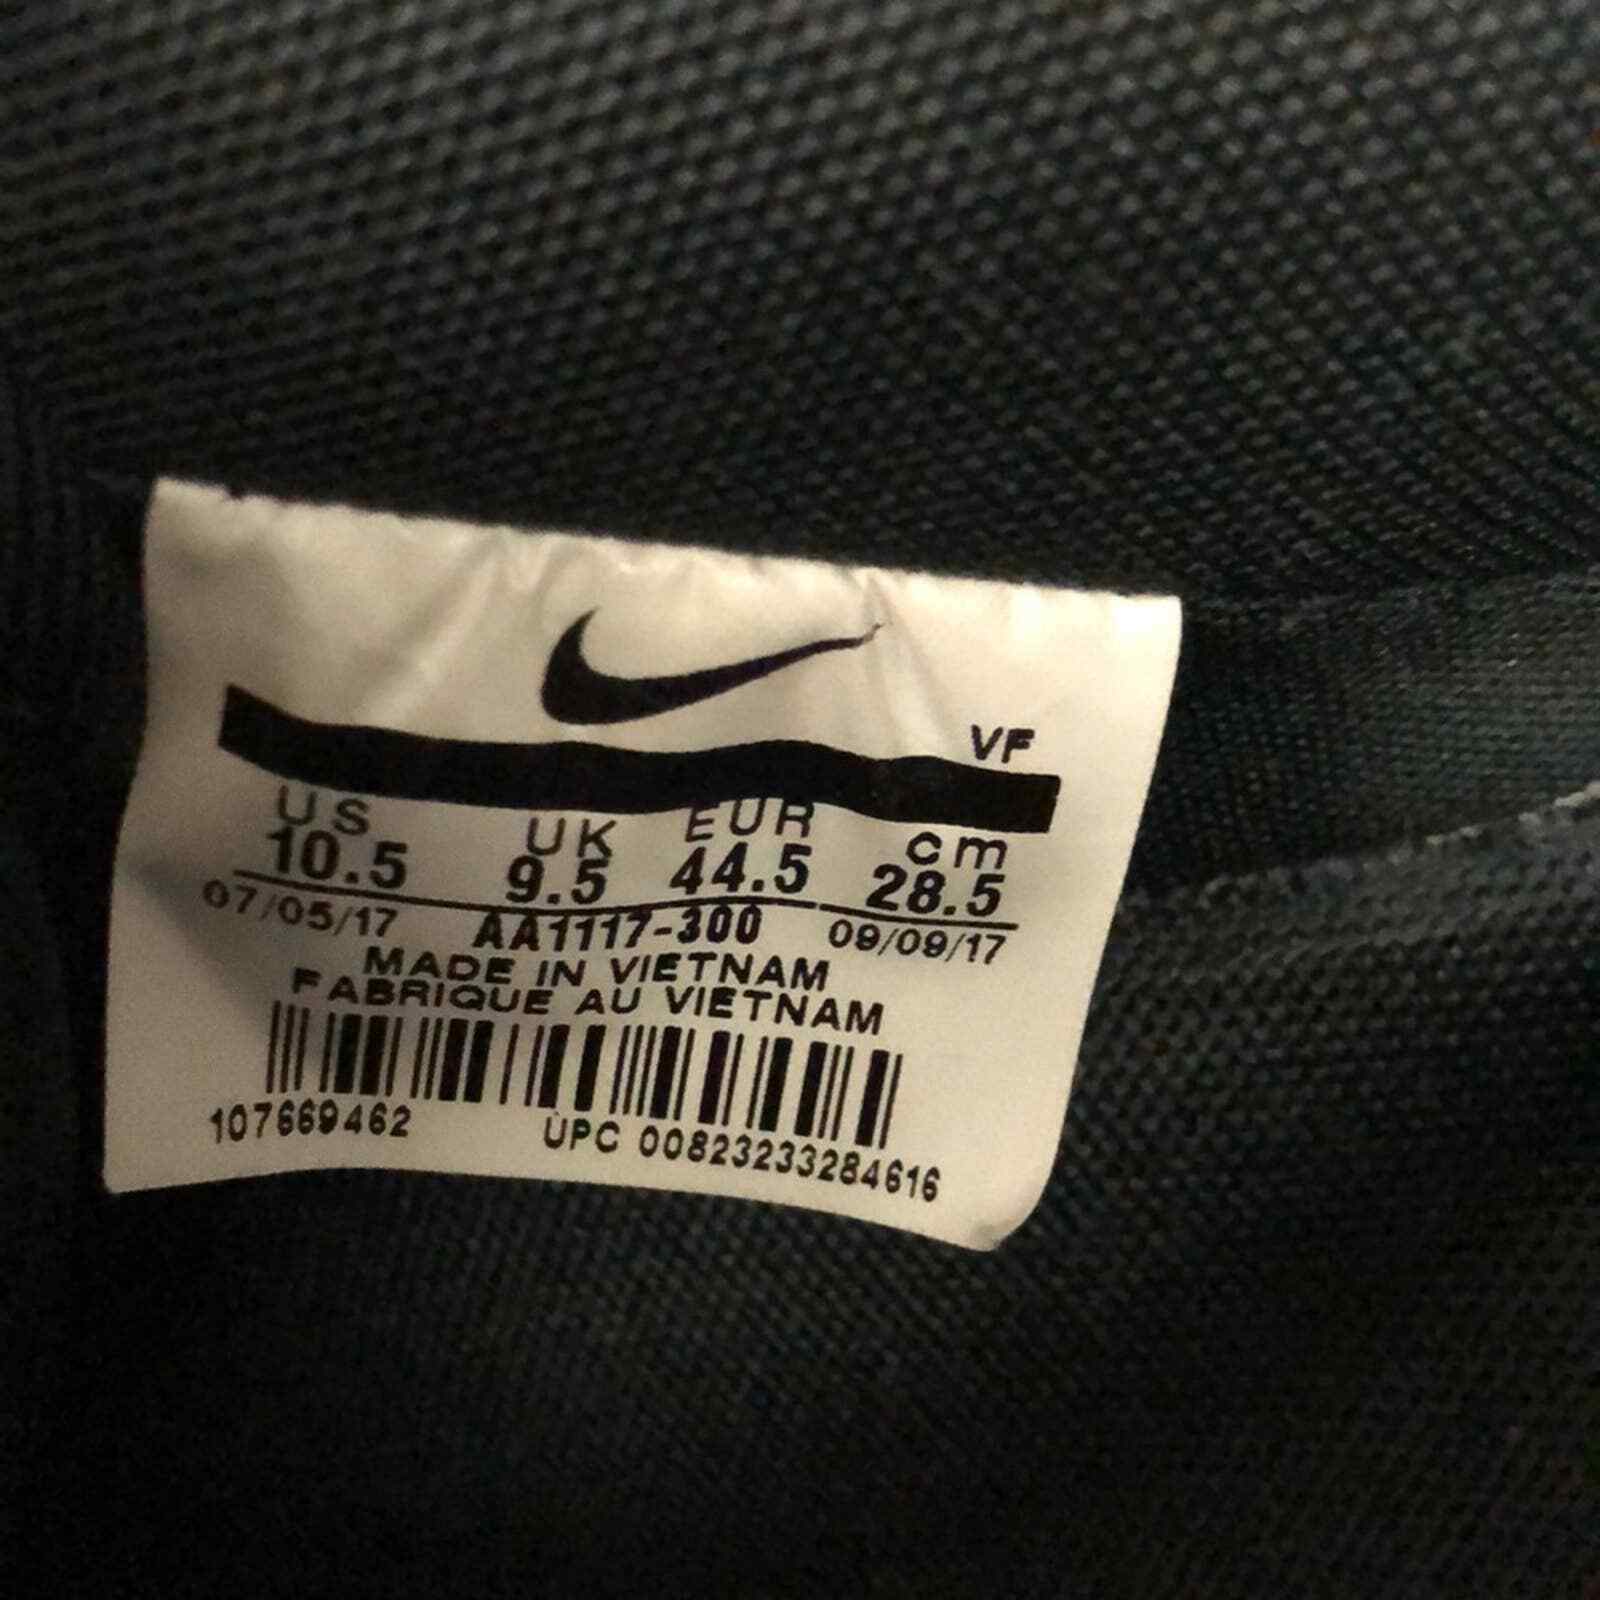 VF
US UK EUR cm
10.5 9.5 44.5 28.5
07/05/17 AA1117-300 09/09/17
MADE IN VIETNAM
FABRIQUE AU VIETNAM
107669462 UPC 00823233284616